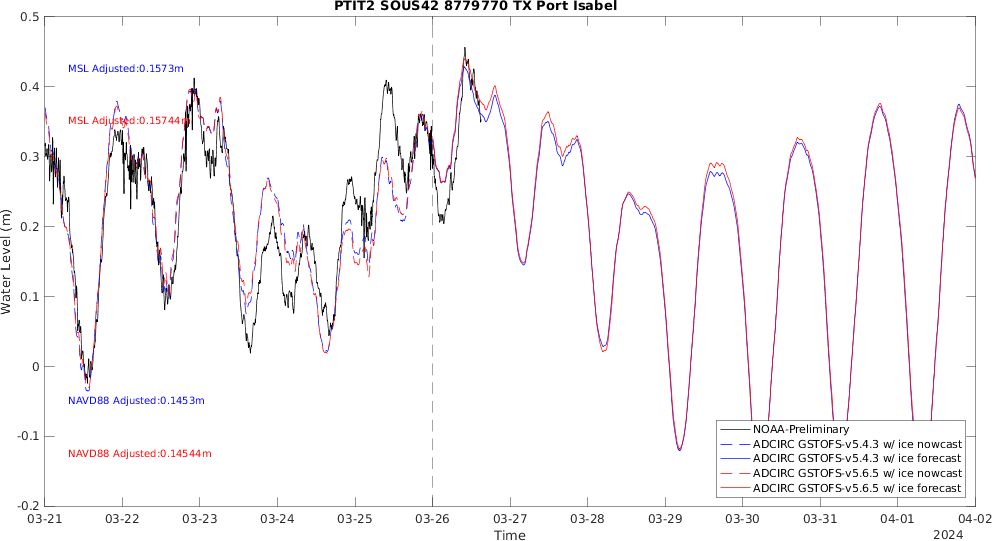 PTIT2 SOUS42 8779770 TX Port Isabel
0.5
0.4
0.3
0.2
0.1
0
-0.1
-0.2
Water Level (m)
MSL Adjusted:0.1573m
MSL Adjusted:0.15744m
NAVD88 Adjusted:0.1453m
NAVD88 Adjusted:0.14544m
NOAA-Preliminary
ADCIRC GSTOFS-v5.4.3 w/ ice nowcast
ADCIRC GSTOFS-v5.4.3 w/ ice forecast
ADCIRC GSTOFS-v5.6.5 w/ ice nowcast
ADCIRC GSTOFS-v5.6.5 w/ ice forecast
03-21 03-22 03-23 03-24 03-25 03-26 03-27 03-28 03-29 03-30 03-31 04-01 04-02
Time
2024